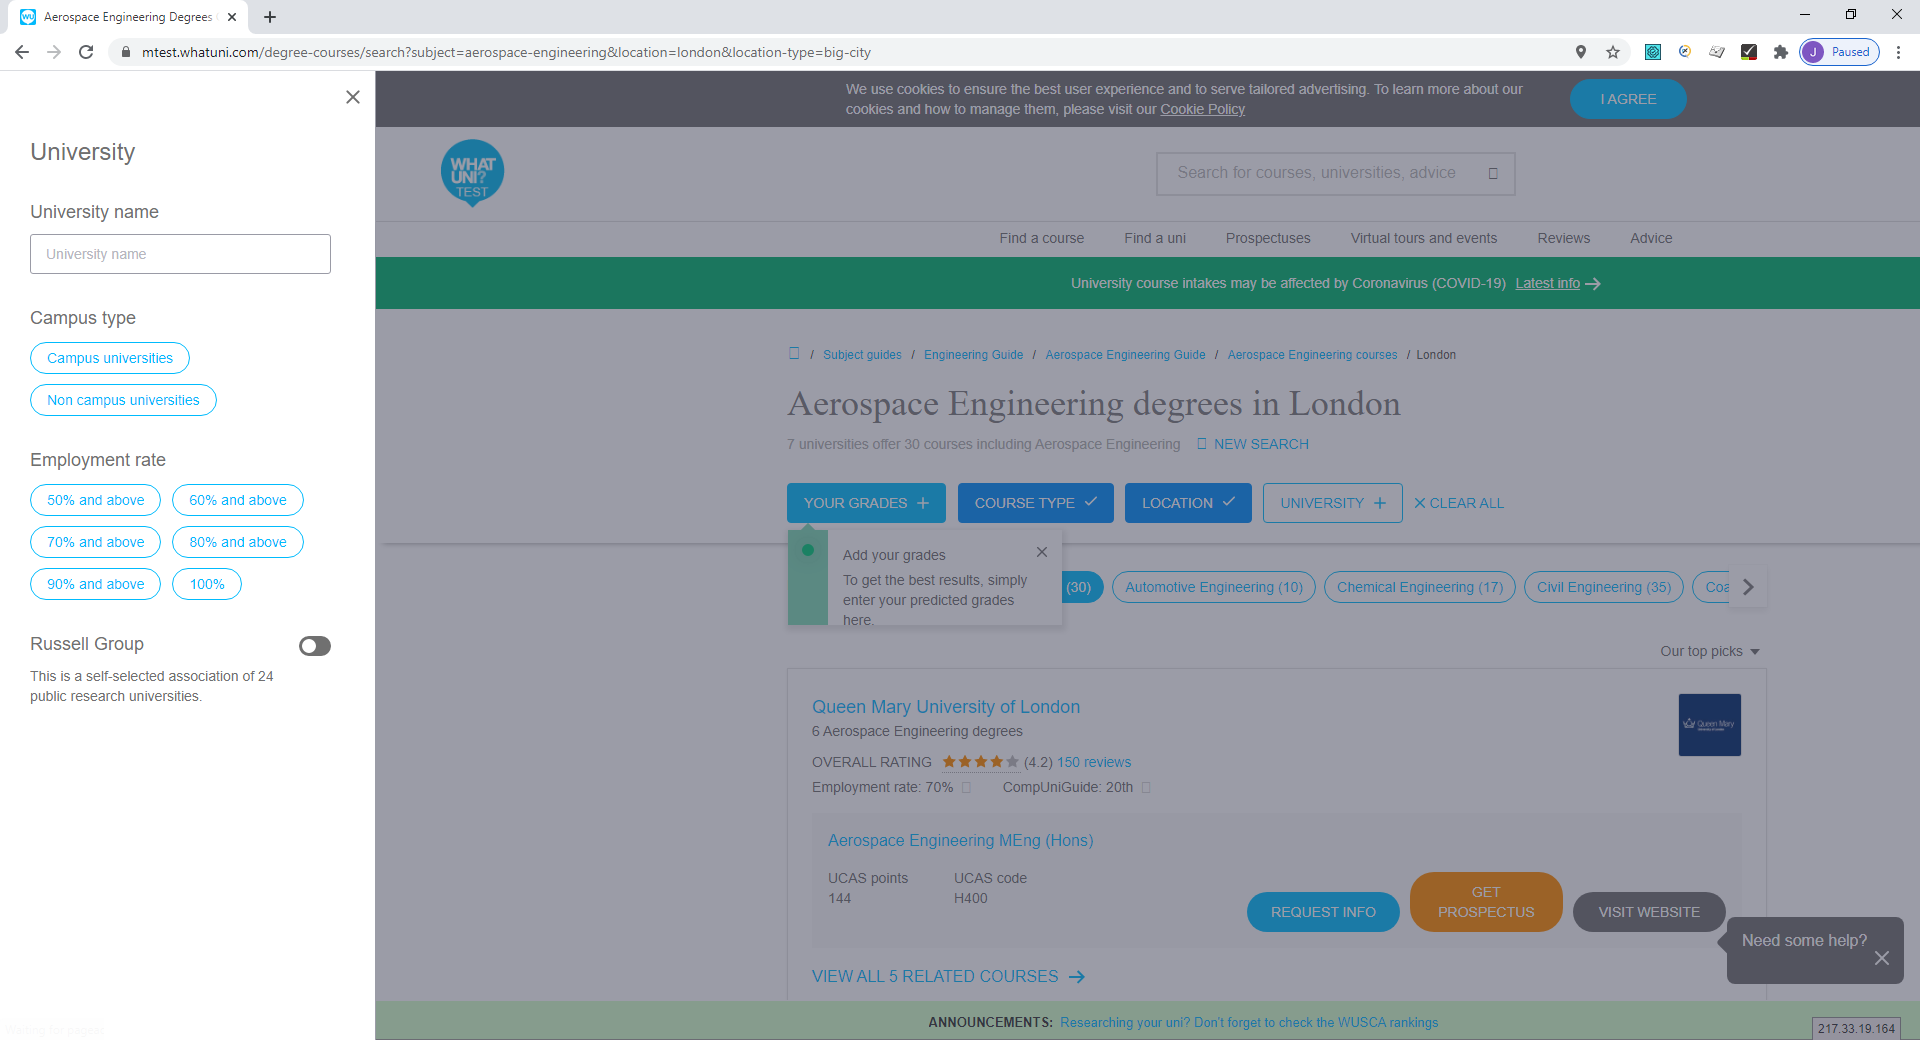 Aerospace Engineering Degrees
mtest.whatuni.com/degree-courses/search?subject=aerospace-engineering&location=london&location-type=big-city
J Paused
University
University name
University name
Campus type
Campus universities
Non campus universities
Employment rate
50% and above 60% and above
70% and above 80% and above
90% and above 100%
Russell Group
This is a self-selected association of 24
public research universities.
We use cookies to ensure the best user experience and to serve tailored advertising. To learn more about our
cookies and how to manage them, please visit our Cookie Policy
I AGREE
WHAT
UNI?
TEST
Search for courses, universities, advice
Find a course Find a uni Prospectuses Virtual tours and events Reviews Advice
University course intakes may be affected by Coronavirus (COVID-19) Latest info
/ Subject guides / Engineering Guide / Aerospace Engineering Guide / Aerospace Engineering courses / London
Aerospace Engineering degrees in London
7 universities offer 30 courses including Aerospace Engineering NEW SEARCH
YOUR GRADES COURSE TYPE LOCATION UNIVERSITY CLEAR ALL
Add your grades
To get the best results, simply
enter your predicted grades
here.
(30) Automotive Engineering (10) Chemical Engineering (17) Civil Engineering (35) Coa
Our top picks
Queen Mary University of London
6 Aerospace Engineering degrees
Queen Mary
OVERALL RATING (4.2) 150 reviews
Employment rate: 70% CompUniGuide: 20th
Aerospace Engineering MEng (Hons)
UCAS points UCAS code
144 H400
REQUEST INFO
GET
PROSPECTUS
VISIT WEBSITE
Need some help?
VIEW ALL 5 RELATED COURSES
ANNOUNCEMENTS: Researching your uni? Don't forget to check the WUSCA rankings
217.33.19.164